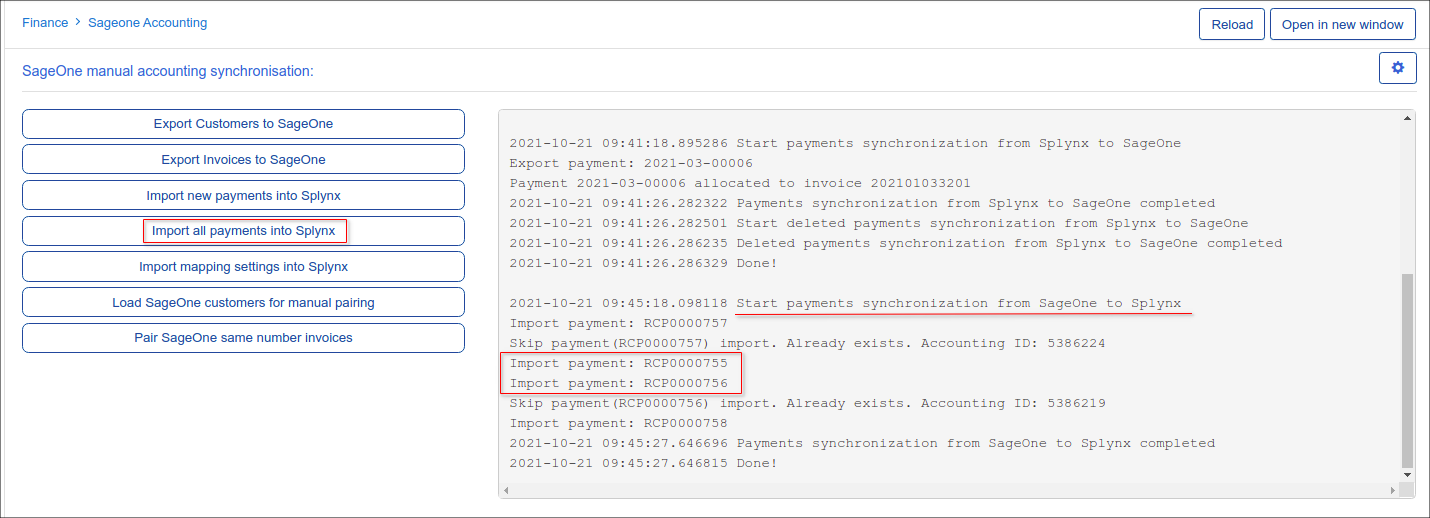 Finance > Sageone Accounting
Reload
Open in new window
SageOne manual accounting synchronisation:
Export Customers to SageOne
Export Invoices to SageOne
Import new payments into Splynx
Import all payments into Splynx
Import mapping settings into Splynx
Load SageOne customers for manual pairing
Pair SageOne same number invoices
2021-10-21 09:41:18.895286 Start payments synchronization from Splynx to SageOne
Export payment: 2021-03-00006
Payment 2021-03-00006 allocated to invoice 202101033201
2021-10-21 09:41:26.282322 Payments synchronization from Splynx to SageOne completed
2021-10-21 09:41:26.282501 Start deleted payments synchronization from Splynx to SageOne
2021-10-21 09:41:26.286235 Deleted payments synchronization from Splynx to SageOne completed
2021-10-21 09:41:26.286329 Done!
2021-10-21 09:45:18.098118 Start payments synchronization from SageOne to Splynx
Import payment: RCP0000757
Skip payment(RCP0000757) import. Already exists. Accounting ID: 5386224
Import payment: RCP0000755
Import payment: RCP0000756
Skip payment(RCP0000756) import. Already exists. Accounting ID: 5386219
Import payment: RCP0000758
2021-10-21 09:45:27.646696 Payments synchronization from SageOne to Splynx completed
2021-10-21 09:45:27.646815 Done!